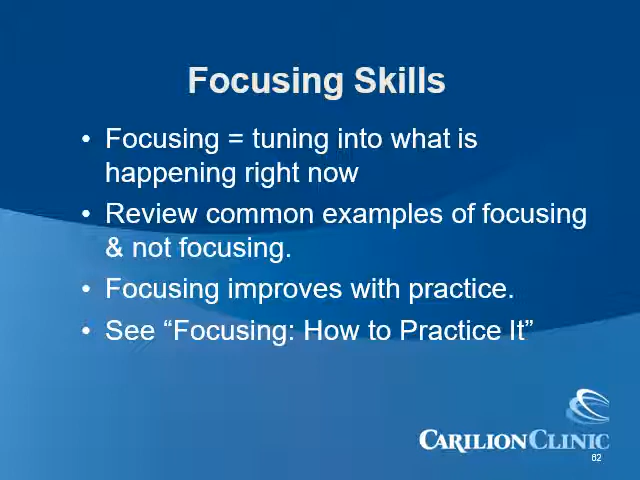 Focusing Skills
• Focusing = tuning into what is
happening right now
• Review common examples of focusing
& not focusing.
• Focusing improves with practice.
• See “Focusing: How to Practice It”
CARILION CLINIC
62